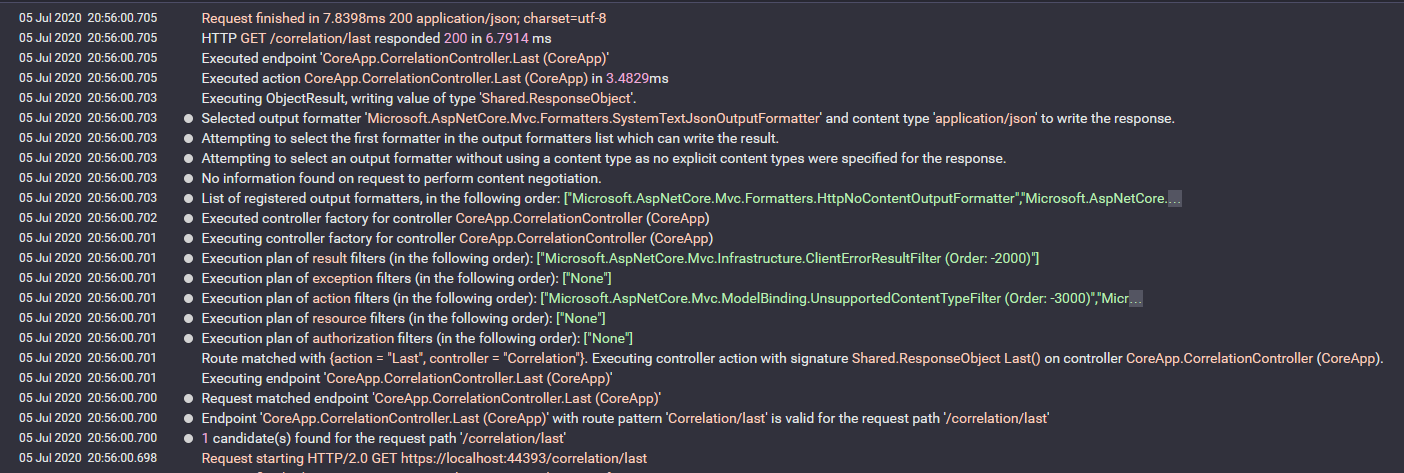 05 Jul 2020 20:56:00.705 Request finished in 7.8398ms 200 application/json; charset=utf-8
05 Jul 2020 20:56:00.705 HTTP GET /correlation/last responded 200 in 6.7914 ms
05 Jul 2020 20:56:00.705 Executed endpoint 'CoreApp.CorrelationController.Last (CoreApp)'
05 Jul 2020 20:56:00.705 Executed action CoreApp.CorrelationController.Last (CoreApp) in 3.4829ms
05 Jul 2020 20:56:00.703 Executing ObjectResult, writing value of type 'Shared.ResponseObject'.
05 Jul 2020 20:56:00.703 Selected output formatter 'Microsoft.AspNetCore.Mvc.Formatters.SystemTextJsonOutputFormatter' and content type 'application/json' to write the response.
05 Jul 2020 20:56:00.703 Attempting to select the first formatter in the output formatters list which can write the result.
05 Jul 2020 20:56:00.703 Attempting to select an output formatter without using a content type as no explicit content types were specified for the response.
05 Jul 2020 20:56:00.703 No information found on request to perform content negotiation.
05 Jul 2020 20:56:00.703 List of registered output formatters, in the following order: ["Microsoft.AspNetCore.Mvc.Formatters.HttpNoContentOutputFormatter","Microsoft.AspNetCore....
05 Jul 2020 20:56:00.702 Executed controller factory for controller CoreApp.CorrelationController (CoreApp)
05 Jul 2020 20:56:00.701 Executing controller factory for controller CoreApp.CorrelationController (CoreApp)
05 Jul 2020 20:56:00.701 Execution plan of result filters (in the following order): ["Microsoft.AspNetCore.Mvc.Infrastructure.ClientErrorResultFilter (Order: -2000)"]
05 Jul 2020 20:56:00.701 Execution plan of exception filters (in the following order): ["None"]
05 Jul 2020 20:56:00.701 Execution plan of action filters (in the following order): ["Microsoft.AspNetCore.Mvc.ModelBinding.UnsupportedContentTypeFilter (Order: -3000)","Micr...
05 Jul 2020 20:56:00.701 Execution plan of resource filters (in the following order): ["None"]
05 Jul 2020 20:56:00.701 Execution plan of authorization filters (in the following order): ["None"]
05 Jul 2020 20:56:00.701 Route matched with {action = "Last", controller = "Correlation"}. Executing controller action with signature Shared.ResponseObject Last() on controller CoreApp.CorrelationController (CoreApp).
05 Jul 2020 20:56:00.701 Executing endpoint 'CoreApp.CorrelationController.Last (CoreApp)'
05 Jul 2020 20:56:00.700 Request matched endpoint 'CoreApp.CorrelationController.Last (CoreApp)'
05 Jul 2020 20:56:00.700 Endpoint 'CoreApp.CorrelationController.Last (CoreApp)' with route pattern 'Correlation/last' is valid for the request path '/correlation/last'
05 Jul 2020 20:56:00.700 1 candidate(s) found for the request path '/correlation/last'
05 Jul 2020 20:56:00.698 Request starting HTTP/2.0 GET https://localhost:44393/correlation/last